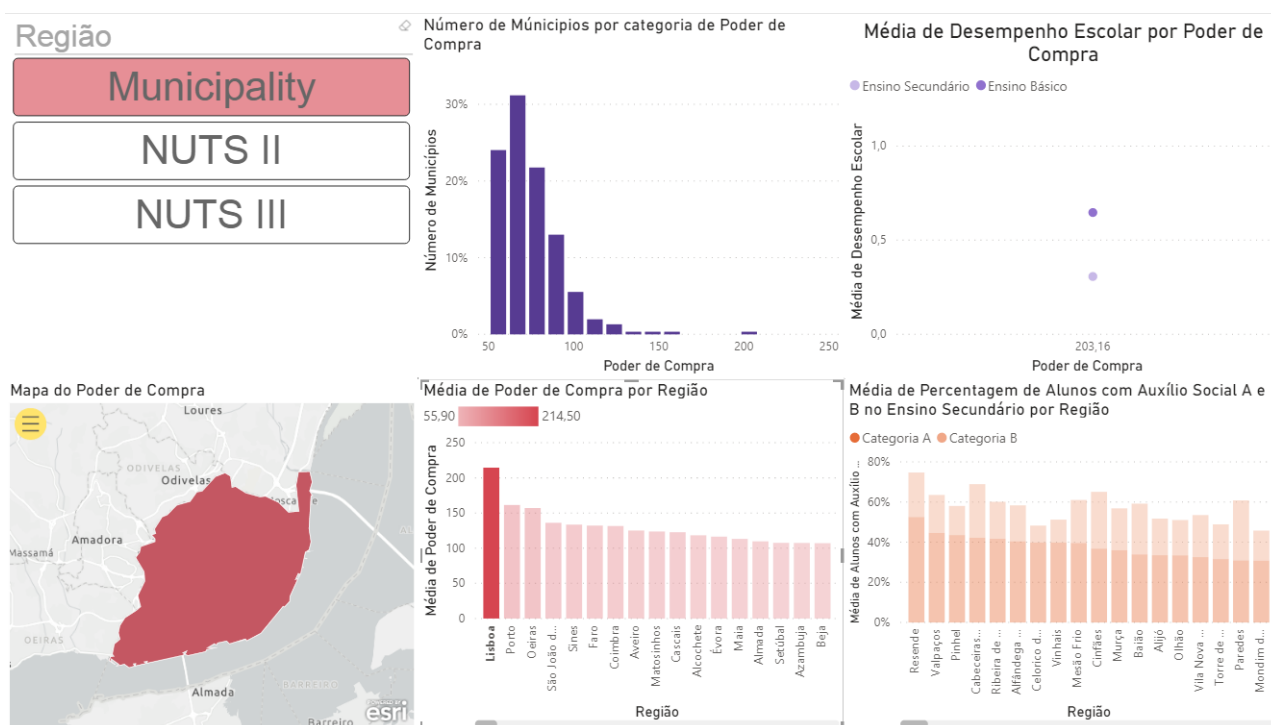 Região
Municipality
NUTS II
NUTS III
Número de Múnicipios por categoria de Poder de
Compra
Número de Municípios
30%
20%
10%
0%
50
100
150
200
250
Poder de Compra
Média de Desempenho Escolar por Poder de
Compra
Ensino Secundário
Ensino Básico
Média de Desempenho Escolar
1,0
0,5
0,0
203,16
Poder de Compra
Mapa do Poder de Compra
Loures
ODIVELAS
Odivelas
Amadora
Massamá
OEIRAS
Almada
BARREIRO
Barreiro
POWERED BY
esri
Média de Poder de Compra por Região
55,90
214,50
Média de Poder de Compra
250
200
150
100
50
0
Lisboa
Porto
Oeiras
São João d...
Sines
Faro
Coimbra
Aveiro
Matosinhos
Cascais
Alcochete
Évora
Maia
Almada
Setúbal
Azambuja
Beja
Região
Média de Percentagem de Alunos com Auxílio Social A e
B no Ensino Secundário por Região
Categoria A
Categoria B
Média de Alunos com Auxílio ...
80%
60%
40%
20%
0%
Resende
Valpaços
Pinhel
Cabeceiras...
Ribeira de ...
Alfândega ...
Celorico d...
Vinhais
Mesão Frio
Cinfães
Murça
Baião
Alijó
Olhão
Vila Nova ...
Torre de ...
Paredes
Mondim d...
Região